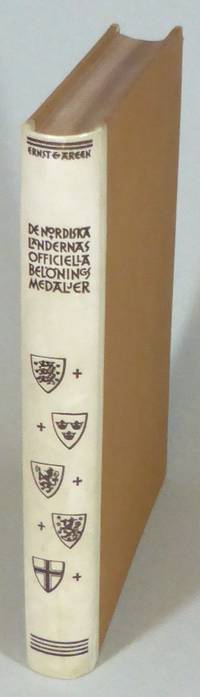 ERNST E. AREEN
DE NORDISKA
LÄNDERNAS
OFFICIELLA
BELÖNINGS
MEDALJER